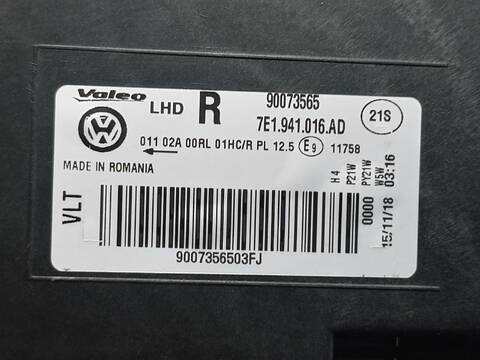 Valeo
LHD R
90073565
7E1.941.016.AD
21S
VW
011 02A 00RL 01HC/R PL 12.5 E9 11758
MADE IN ROMANIA
VLT
H4
P21W
PY21W
W5W
0000
15/11/18 03:16
9007356503FJ